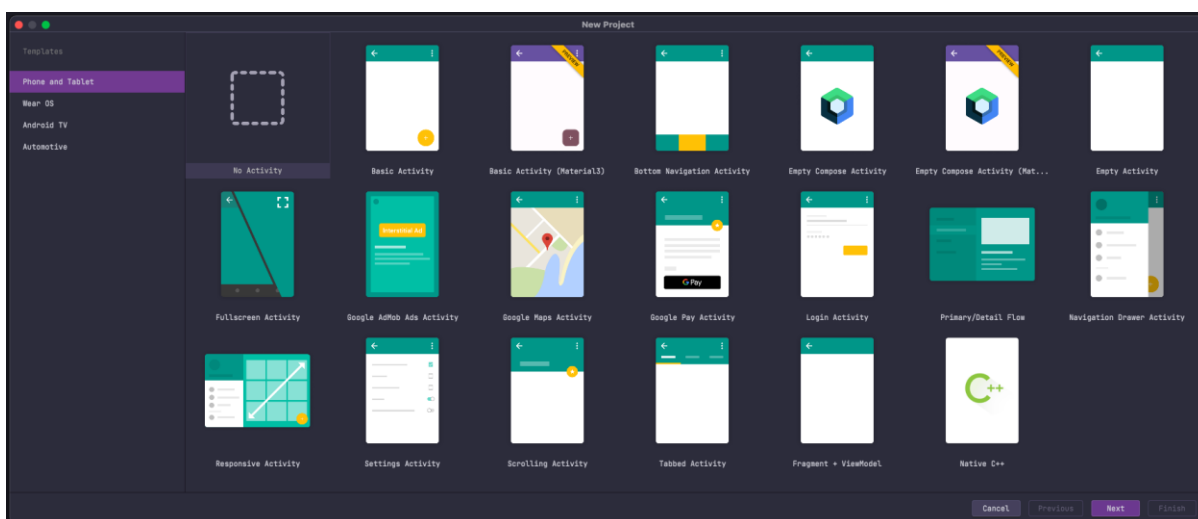 New Project
Templates
Phone and Tablet
Wear OS
Android TV
Automotive
No Activity
Basic Activity
Basic Activity (Material3)
Bottom Navigation Activity
Empty Compose Activity
Empty Compose Activity (Mat...
Empty Activity
PREVIEW
PREVIEW
Fullscreen Activity
Google AdMob Ads Activity
Google Maps Activity
Google Pay Activity
Login Activity
Primary/Detail Flow
Navigation Drawer Activity
Interstitial Ad
G Pay
Responsive Activity
Settings Activity
Scrolling Activity
Tabbed Activity
Fragment + ViewModel
Native C++
C++
Cancel
Previous
Next
Finish